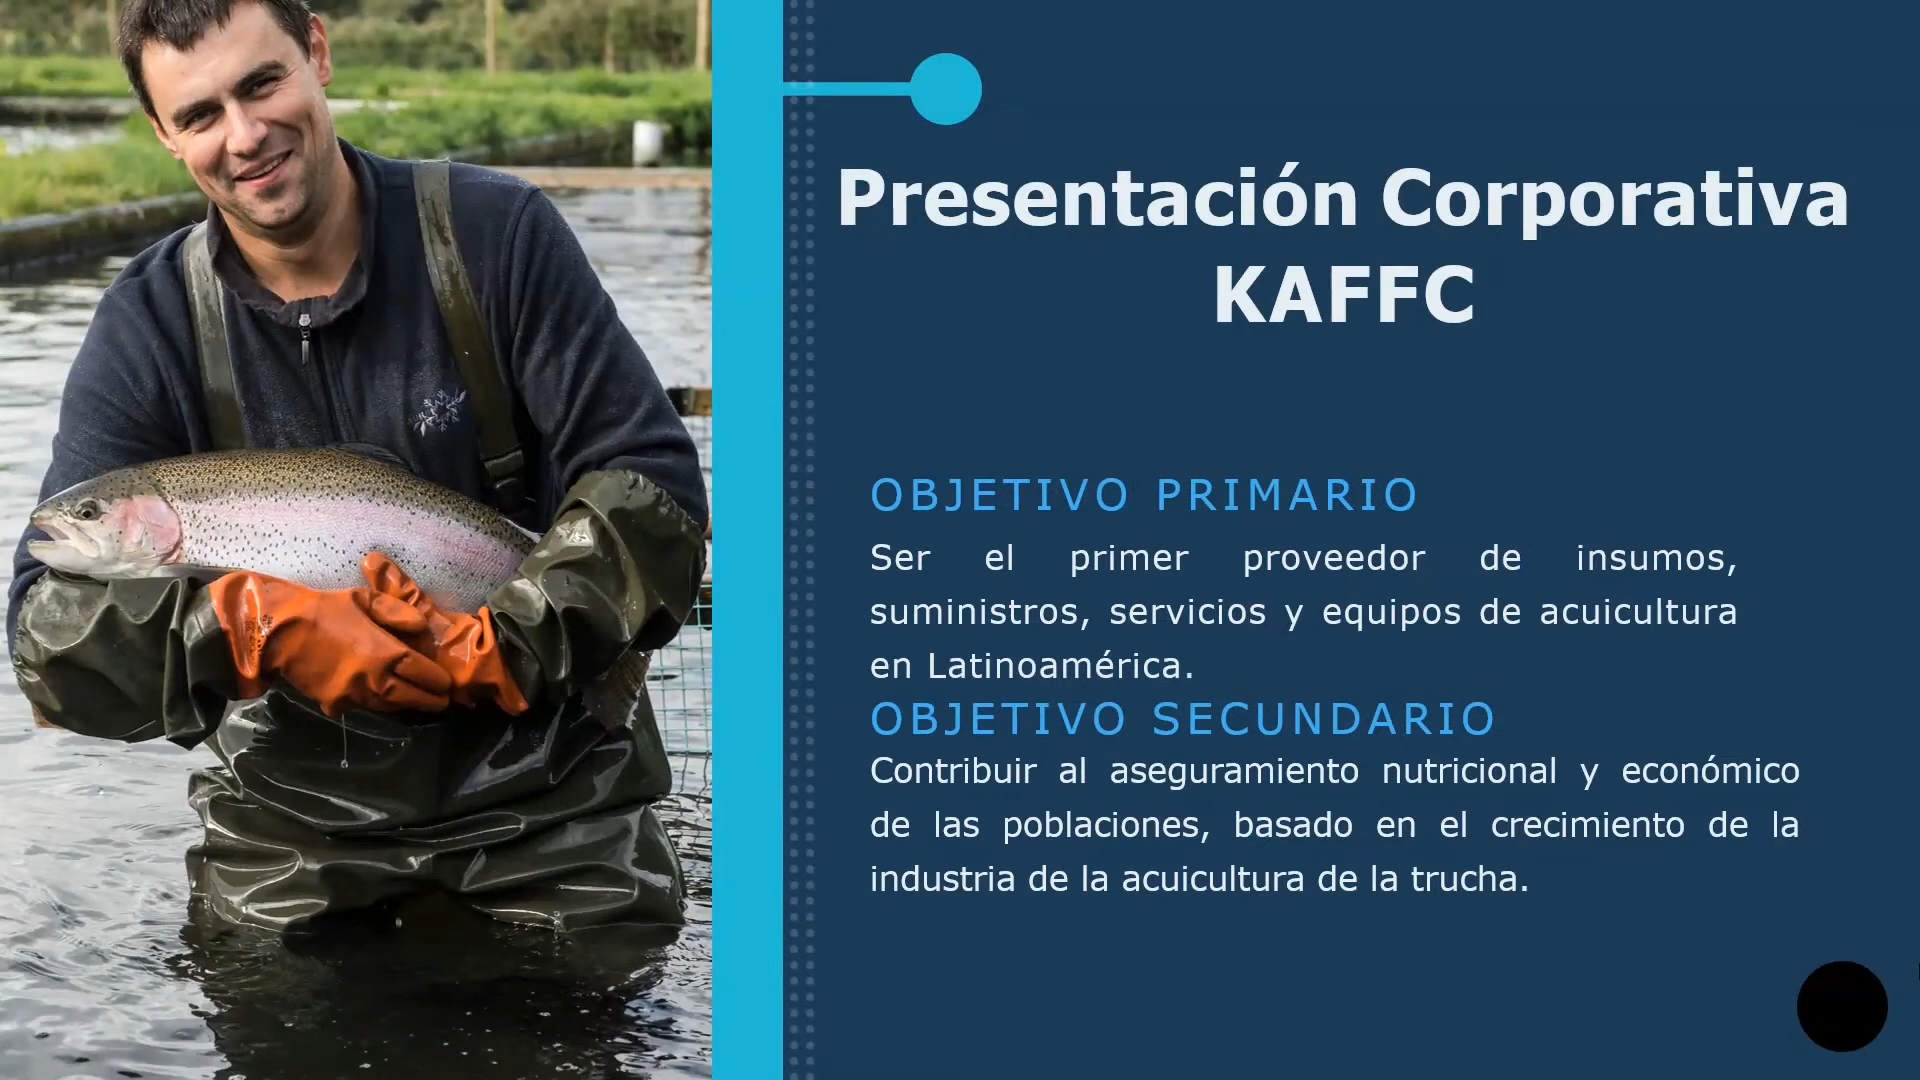 Presentación Corporativa
KAFFC
OBJETIVO PRIMARIO
Ser el primer proveedor de insumos,
suministros, servicios y equipos de acuicultura
en Latinoamérica.
OBJETIVO SECUNDARIO
Contribuir al aseguramiento nutricional y económico
de las poblaciones, basado en el crecimiento de la
industria de la acuicultura de la trucha.